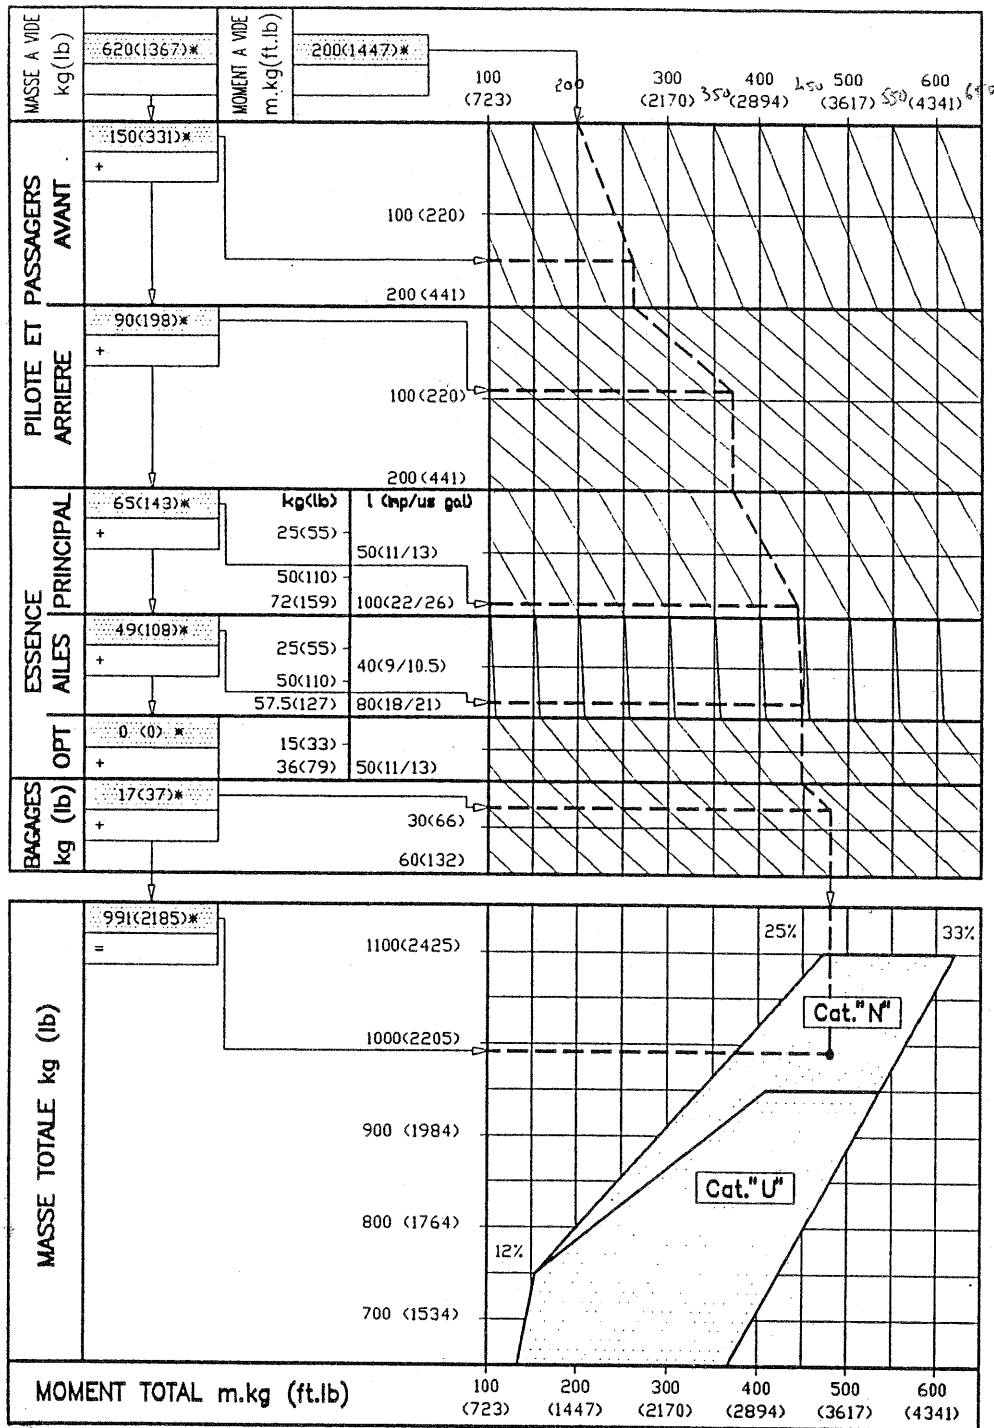 MASSE A VIDE
kg(lb)
620(1367)*
MOMENT A VIDE
m.kg(ft.lb)
200(1447)*
100 200 300 350 400 450 500 550 600
(723) (2170) (2894) (3617) (4341)
PILOTE ET PASSAGERS
AVANT
150(331)*
+
100(220)
200(441)
ARRIERE
90(198)*
+
100(220)
200(441)
ESSENCE
PRINCIPAL
65(143)*
+
kg(lb) l (imp/us gal)
25(55)
50(11/13)
50(110)
72(159) 100(22/26)
AILES
49(108)*
+
25(55)
40(9/10.5)
50(110)
57.5(127) 80(18/21)
OPT
0 (0) *
+
15(33)
36(79) 50(11/13)
BAGAGES
kg (lb)
17(37)*
+
30(66)
60(132)
MASSE TOTALE kg (lb)
991(2185)*
=
25% 33%
1100(2425)
Cat."N"
1000(2205)
900 (1984)
Cat."U"
800 (1764)
12%
700 (1534)
MOMENT TOTAL m.kg (ft.lb)
100 200 300 400 500 600
(723) (1447) (2170) (2894) (3617) (4341)